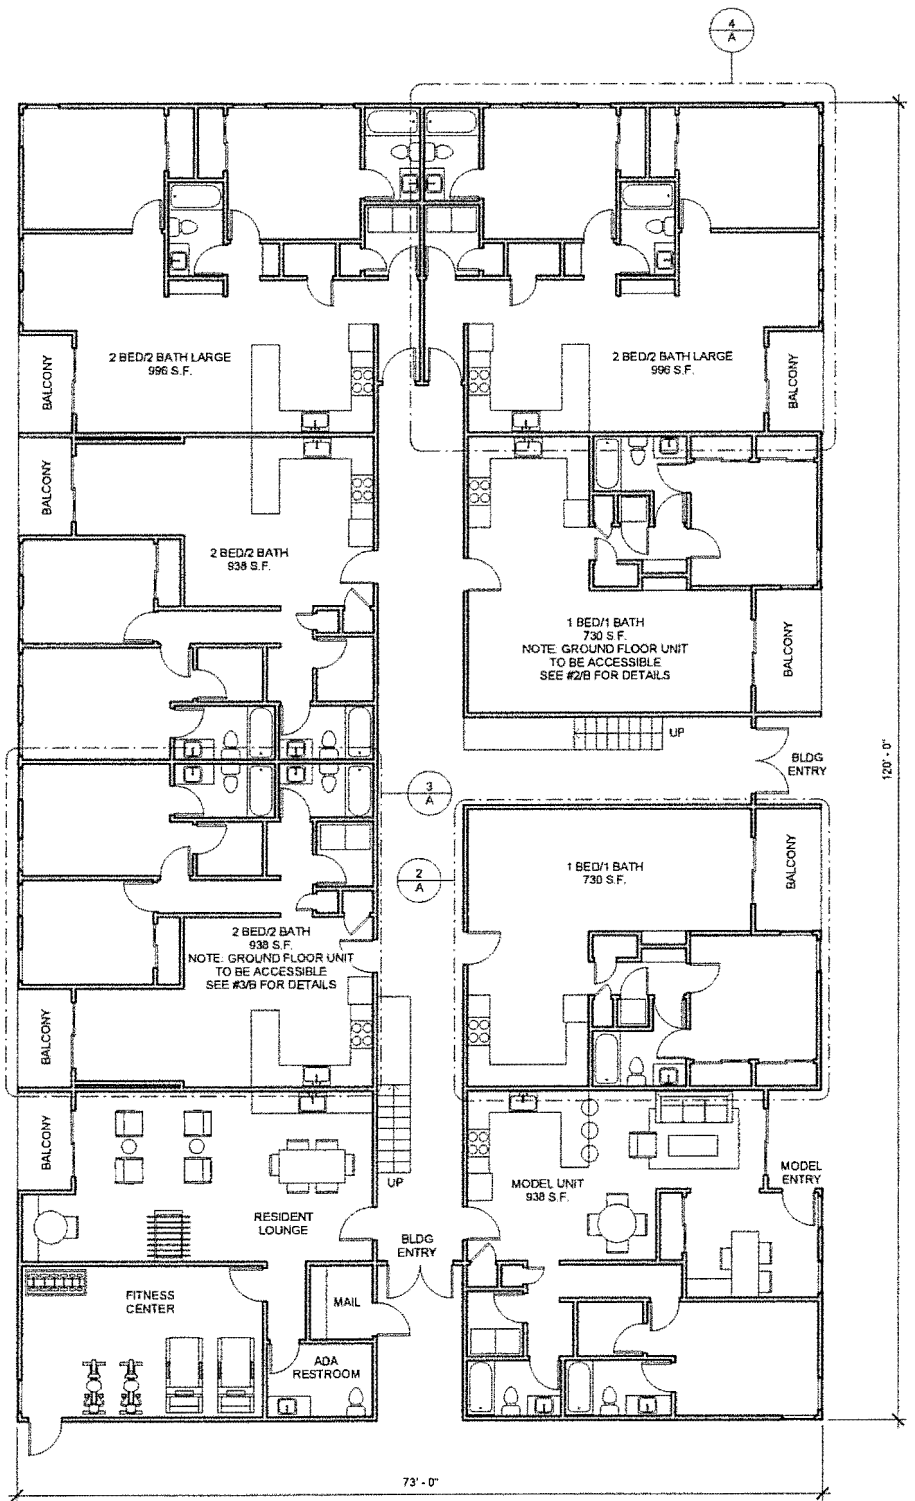 4
A
2 BED/2 BATH LARGE
996 S.F.
BALCONY
2 BED/2 BATH LARGE
996 S.F.
BALCONY
BALCONY
2 BED/2 BATH
938 S.F.
1 BED/1 BATH
730 S.F.
NOTE: GROUND FLOOR UNIT
TO BE ACCESSIBLE
SEE #2/B FOR DETAILS
BALCONY
UP
BLDG
ENTRY
120' - 0"
3
A
2
A
1 BED/1 BATH
730 S.F.
BALCONY
2 BED/2 BATH
938 S.F.
NOTE: GROUND FLOOR UNIT
TO BE ACCESSIBLE
SEE #3/B FOR DETAILS
BALCONY
BALCONY
UP
MODEL UNIT
938 S.F.
MODEL
ENTRY
RESIDENT
LOUNGE
BLDG
ENTRY
FITNESS
CENTER
MAIL
ADA
RESTROOM
73' - 0"